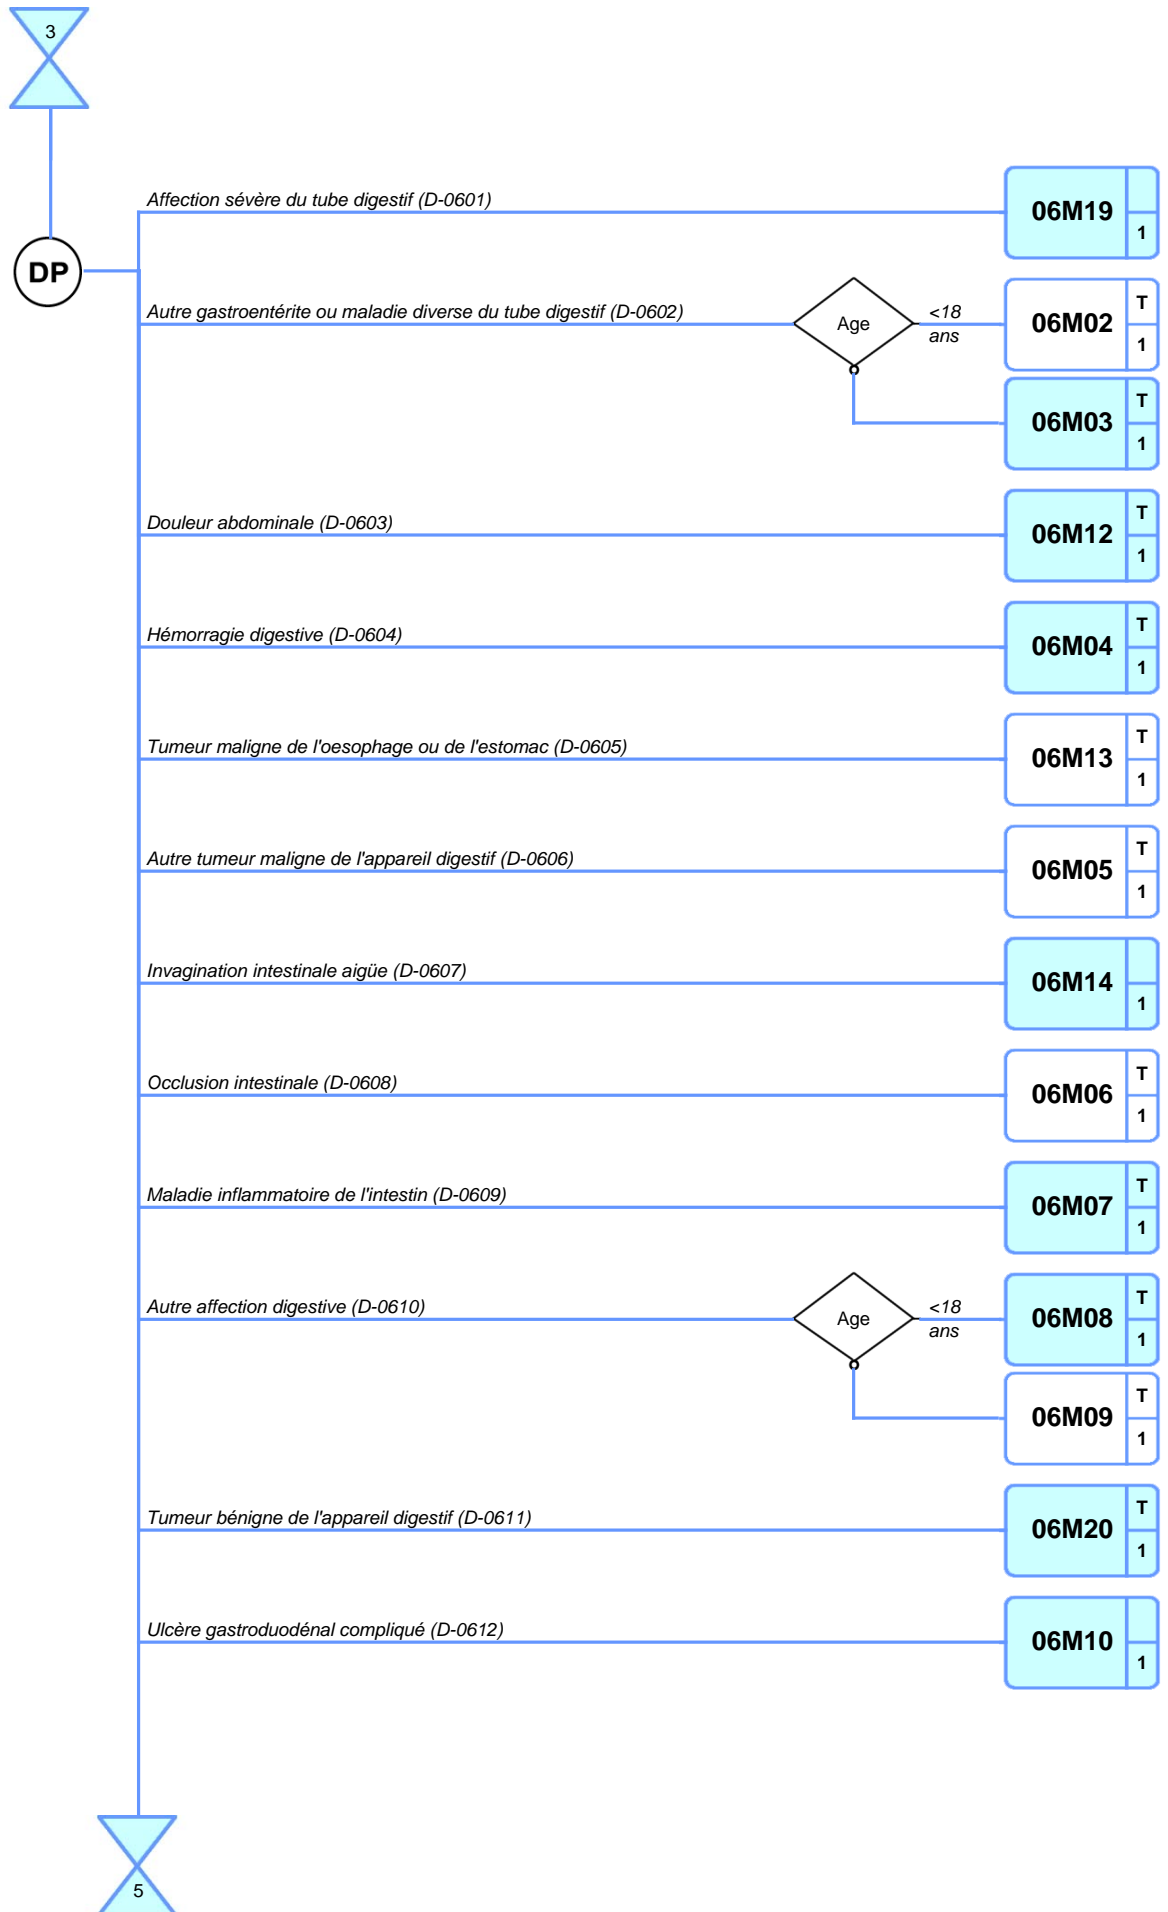 3
DP
Affection sévère du tube digestif (D-0601)
06M19
1
Autre gastroentérite ou maladie diverse du tube digestif (D-0602)
Age
<18
ans
06M02
T
1
06M03
T
1
Douleur abdominale (D-0603)
06M12
T
1
Hémorragie digestive (D-0604)
06M04
T
1
Tumeur maligne de l'oesophage ou de l'estomac (D-0605)
06M13
T
1
Autre tumeur maligne de l'appareil digestif (D-0606)
06M05
T
1
Invagination intestinale aigüe (D-0607)
06M14
1
Occlusion intestinale (D-0608)
06M06
T
1
Maladie inflammatoire de l'intestin (D-0609)
06M07
T
1
Autre affection digestive (D-0610)
Age
<18
ans
06M08
T
1
06M09
T
1
Tumeur bénigne de l'appareil digestif (D-0611)
06M20
T
1
Ulcère gastroduodénal compliqué (D-0612)
06M10
1
5